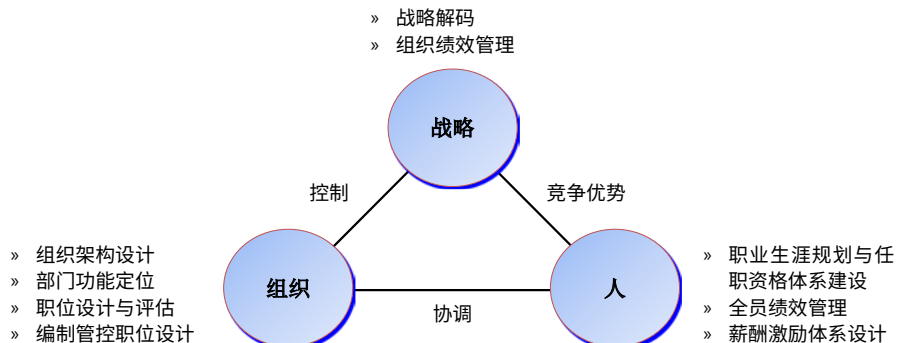 » 战略解码
» 组织绩效管理
战略
控制
竞争优势
» 组织架构设计
» 部门功能定位
» 职位设计与评估
» 编制管控职位设计
组织
协调
人
» 职业生涯规划与任
职资格体系建设
» 全员绩效管理
» 薪酬激励体系设计